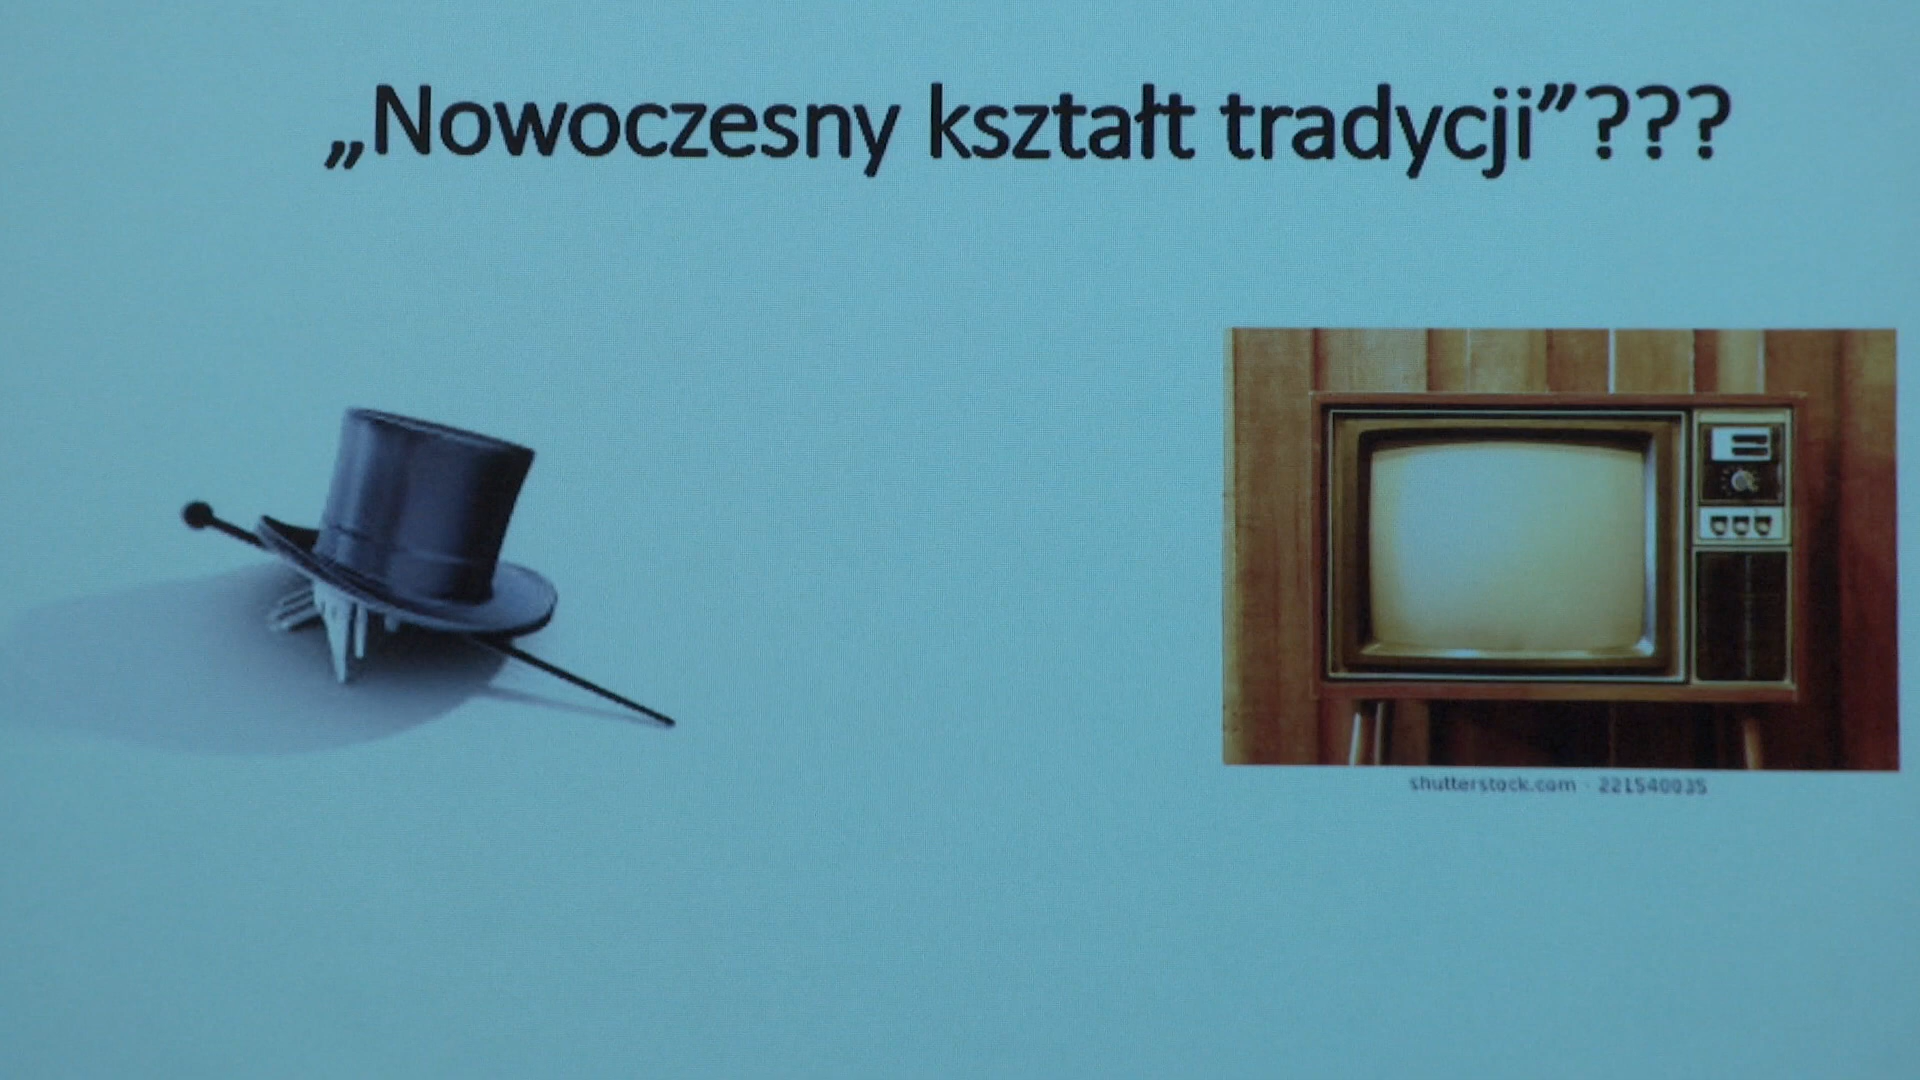 „Nowoczesny kształt tradycji”???
shutterstock.com · 221540035